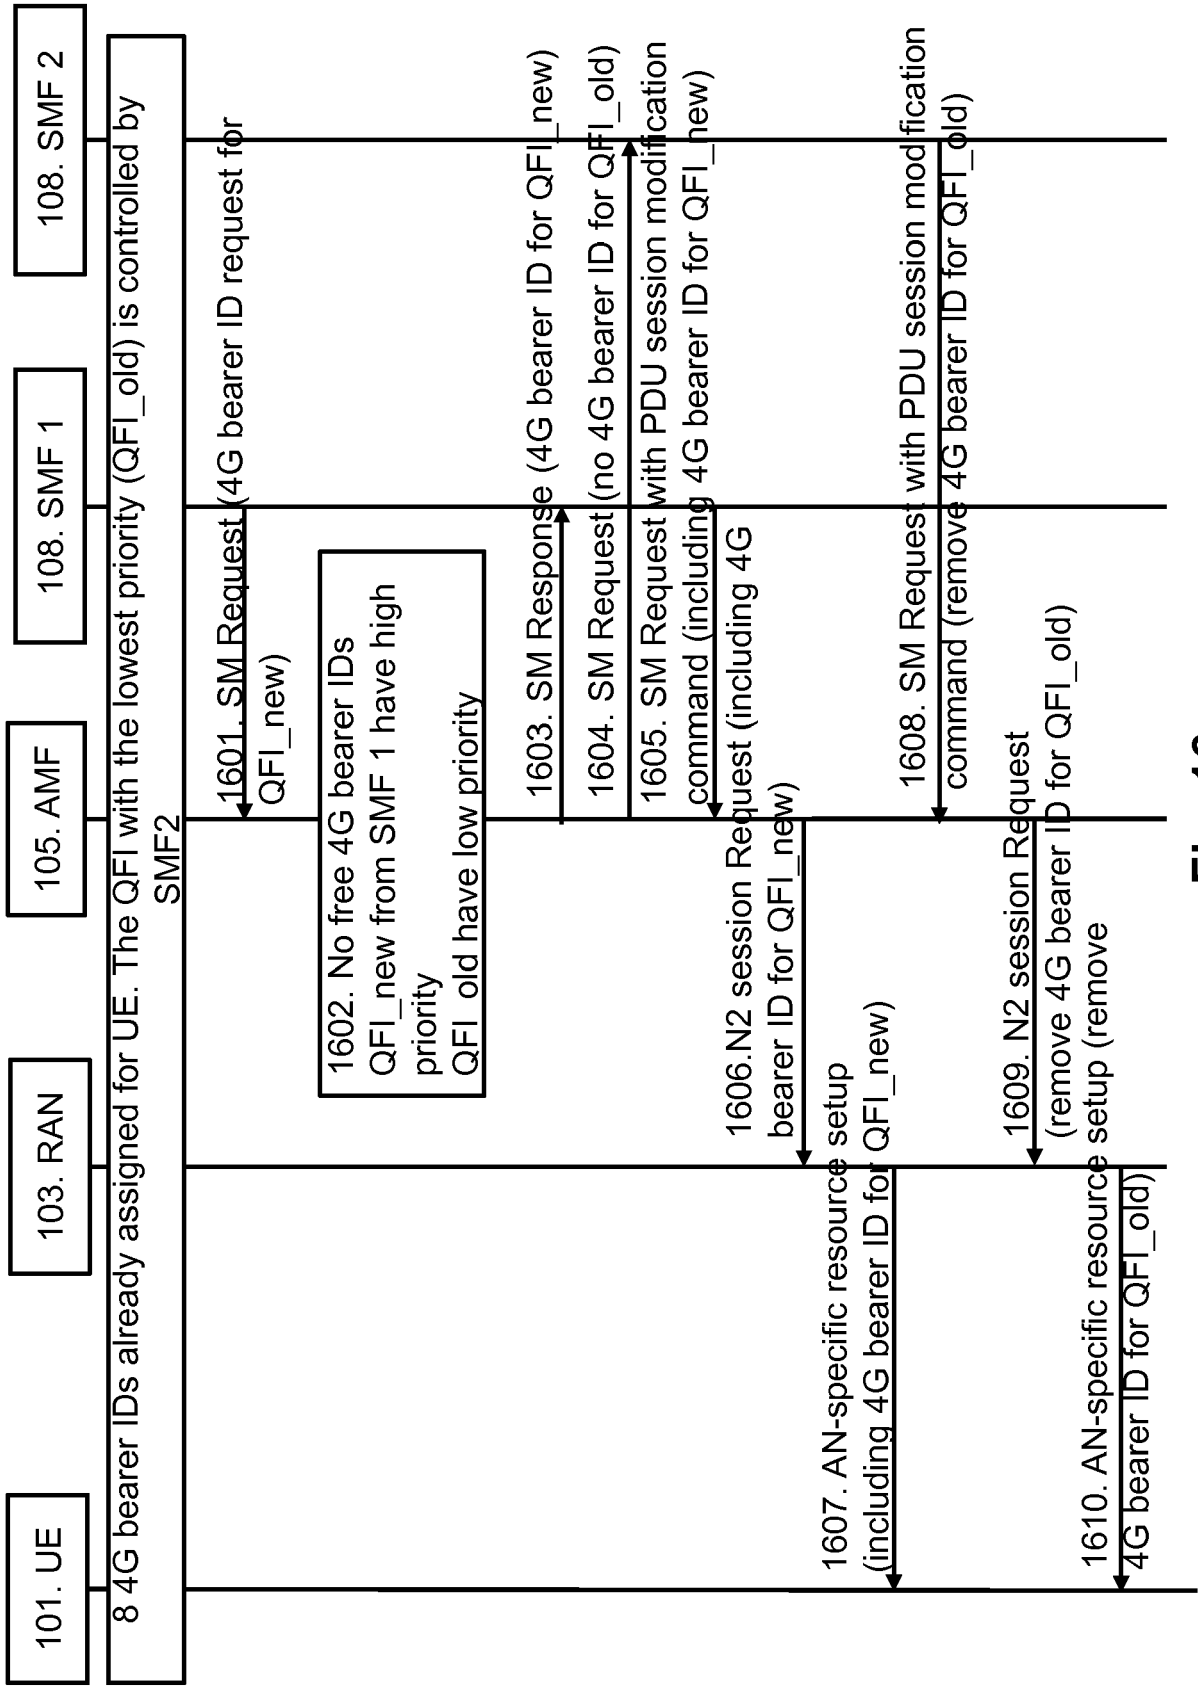 101. UE
103. RAN
105. AMF
108. SMF 1
108. SMF 2
8 4G bearer IDs already assigned for UE. The QFI with the lowest priority (QFI_old) is controlled by
SMF2
1601. SM Request (4G bearer ID request for
QFI_new)
1602. No free 4G bearer IDs
QFI_new from SMF 1 have high
priority
QFI_old have low priority
1603. SM Response (4G bearer ID for QFI_new)
1604. SM Request (no 4G bearer ID for QFI_old)
1605. SM Request with PDU session modification
command (including 4G bearer ID for QFI_new)
1606.N2 session Request (including 4G
bearer ID for QFI_new)
1607. AN-specific resource setup
(including 4G bearer ID for QFI_new)
1608. SM Request with PDU session modification
command (remove 4G bearer ID for QFI_old)
1609. N2 session Request
(remove 4G bearer ID for QFI_old)
1610. AN-specific resource setup (remove
4G bearer ID for QFI_old)